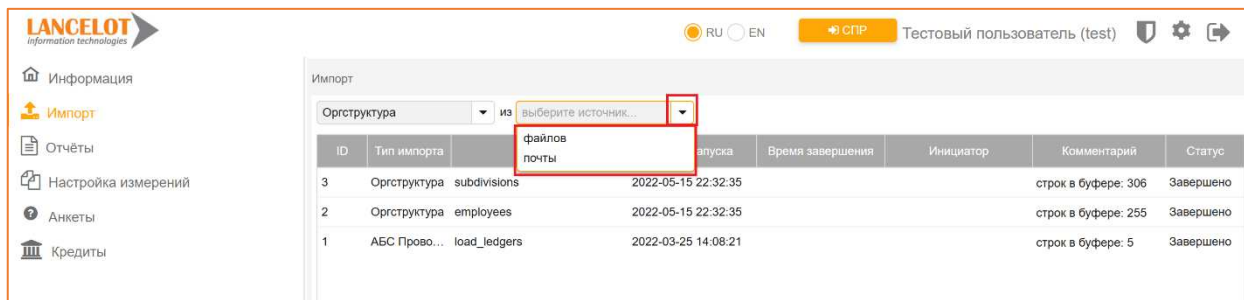 LANCELOT
information technologies
RU EN СПР Тестовый пользователь (test)
Информация
Импорт
Отчёты
Настройка измерений
Анкеты
Кредиты
Импорт
Оргструктура из выберите источник...
файлов
почты
ID Тип импорта Время завершения Инициатор Комментарий Статус
3 Оргструктура subdivisions 2022-05-15 22:32:35 строк в буфере: 306 Завершено
2 Оргструктура employees 2022-05-15 22:32:35 строк в буфере: 255 Завершено
1 АБС Прово... load_ledgers 2022-03-25 14:08:21 строк в буфере: 5 Завершено